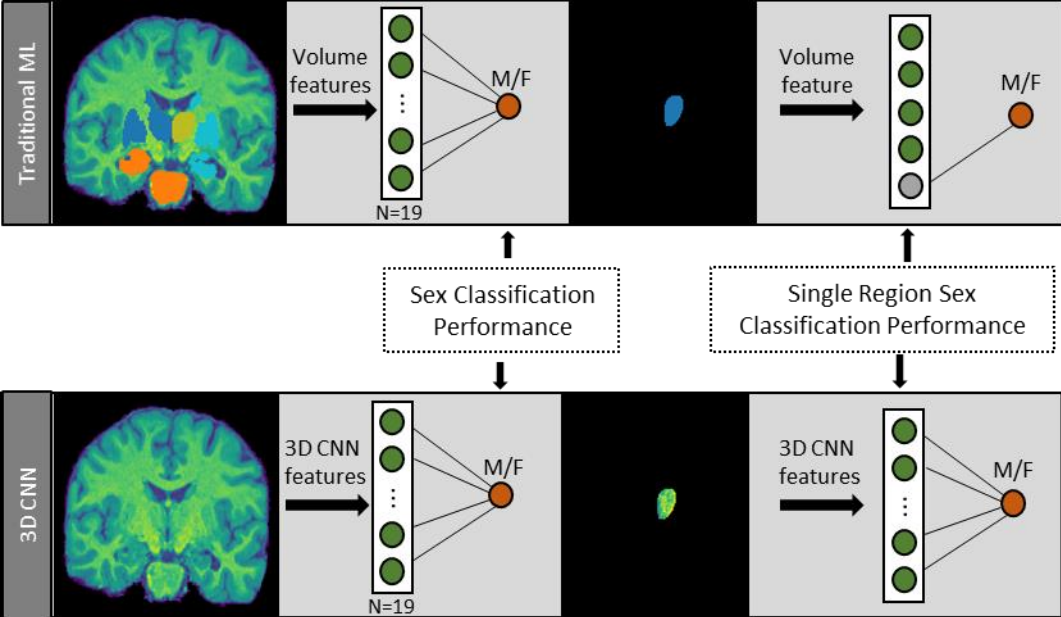 Traditional ML
Volume
features
...
N=19
M/F
Volume
feature
M/F
Sex Classification
Performance
Single Region Sex
Classification Performance
3D CNN
3D CNN
features
...
N=19
M/F
3D CNN
features
...
M/F